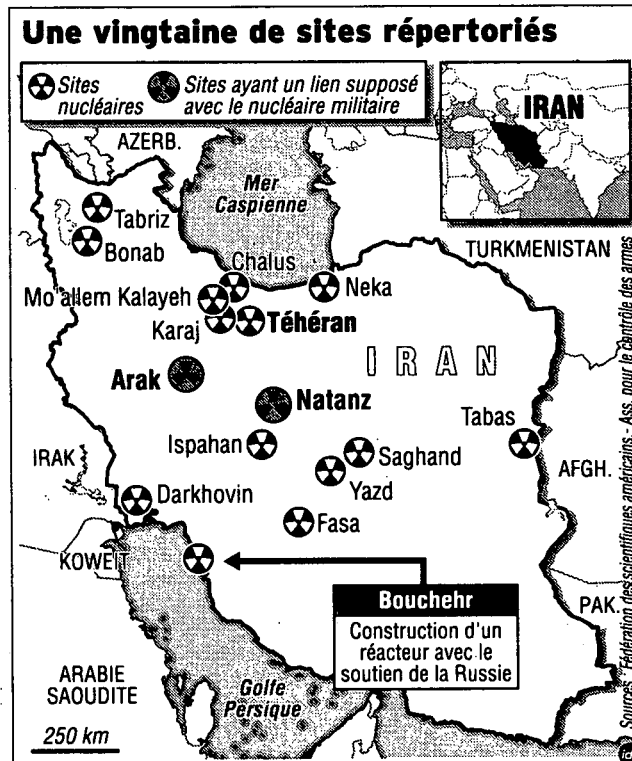 Une vingtaine de sites répertoriés
Sites
nucléaires
Sites ayant un lien supposé
avec le nucléaire militaire
IRAN
AZERB.
Mer
Caspienne
TURKMENISTAN
Tabriz
Bonab
Chalus
Neka
Mo'allem Kalayeh
Karaj
Téhéran
IRAN
Arak
Natanz
Tabas
Ispahan
Saghand
Yazd
IRAK
AFGH.
Darkhovin
Fasa
KOWEIT
Bouchehr
Construction d'un
réacteur avec le
soutien de la Russie
PAK.
ARABIE
SAOUDITE
Golfe
Persique
250 km
Sources : Fédération des scientifiques américains - Ass. pour le contrôle des armes